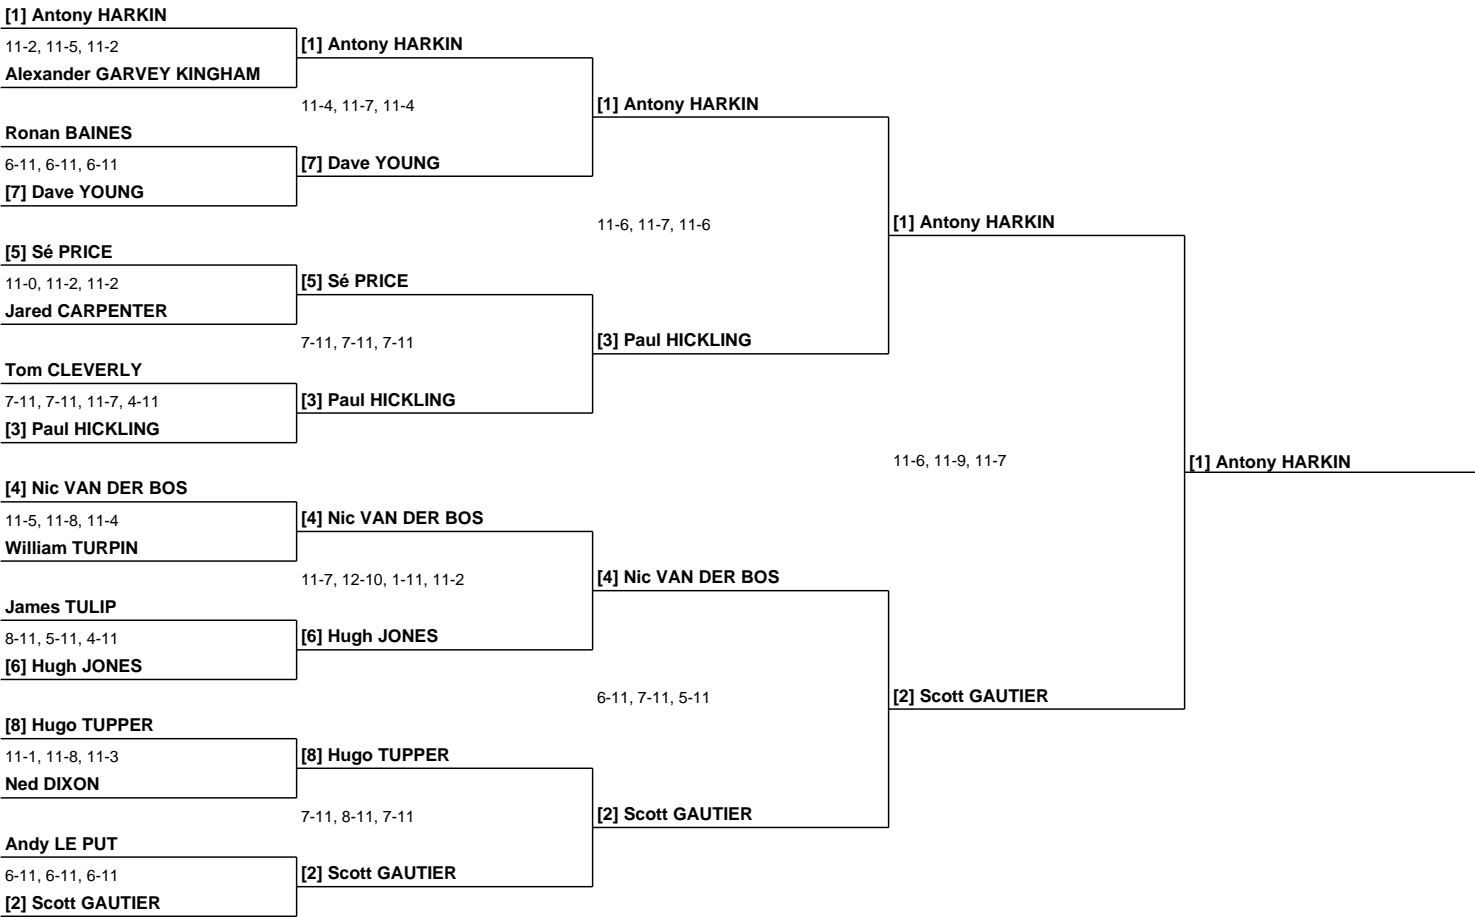 [1] Antony HARKIN
11-2, 11-5, 11-2
Alexander GARVEY KINGHAM
Ronan BAINES
6-11, 6-11, 6-11
[7] Dave YOUNG
[5] Sé PRICE
11-0, 11-2, 11-2
Jared CARPENTER
Tom CLEVERLY
7-11, 7-11, 11-7, 4-11
[3] Paul HICKLING
[4] Nic VAN DER BOS
11-5, 11-8, 11-4
William TURPIN
James TULIP
8-11, 5-11, 4-11
[6] Hugh JONES
[8] Hugo TUPPER
11-1, 11-8, 11-3
Ned DIXON
Andy LE PUT
6-11, 6-11, 6-11
[2] Scott GAUTIER
[1] Antony HARKIN
11-4, 11-7, 11-4
[7] Dave YOUNG
[5] Sé PRICE
7-11, 7-11, 7-11
[3] Paul HICKLING
[4] Nic VAN DER BOS
11-7, 12-10, 1-11, 11-2
[6] Hugh JONES
[8] Hugo TUPPER
7-11, 8-11, 7-11
[2] Scott GAUTIER
[1] Antony HARKIN
11-6, 11-7, 11-6
[3] Paul HICKLING
[4] Nic VAN DER BOS
6-11, 7-11, 5-11
[2] Scott GAUTIER
[1] Antony HARKIN
11-6, 11-9, 11-7
[2] Scott GAUTIER
[1] Antony HARKIN